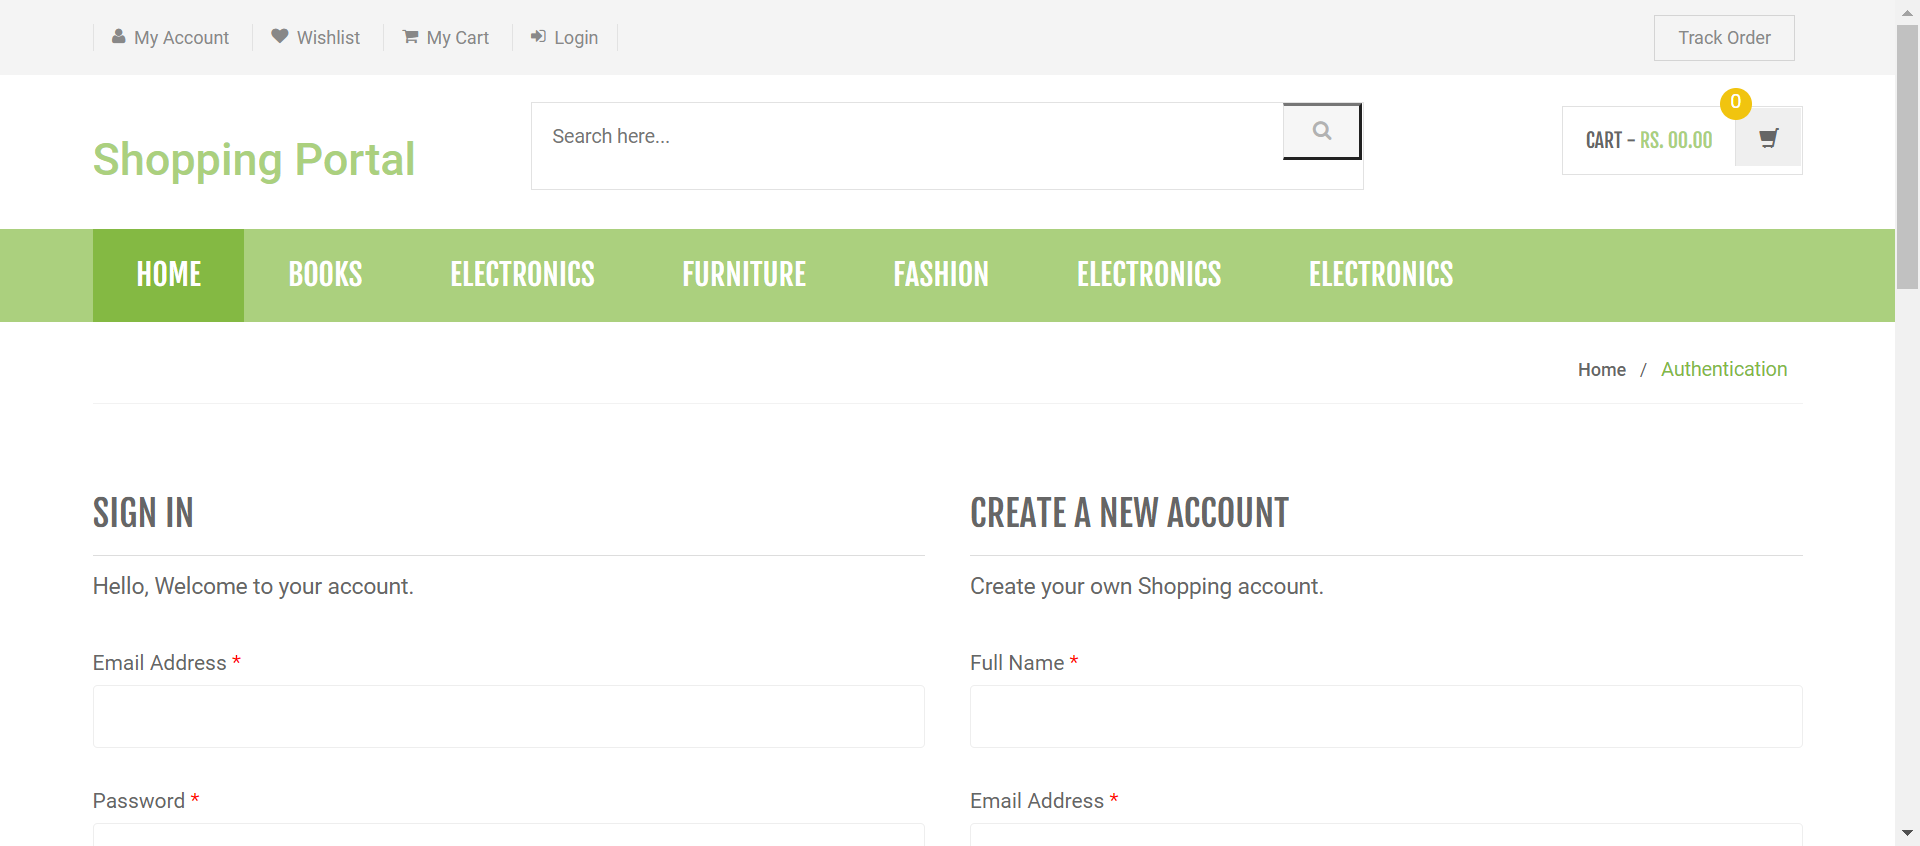 My Account
Wishlist
My Cart
Login
Track Order
Shopping Portal
Search here...
CART - RS. 00.00
0
HOME
BOOKS
ELECTRONICS
FURNITURE
FASHION
ELECTRONICS
ELECTRONICS
Home / Authentication
SIGN IN
Hello, Welcome to your account.
Email Address *
Password *
CREATE A NEW ACCOUNT
Create your own Shopping account.
Full Name *
Email Address *